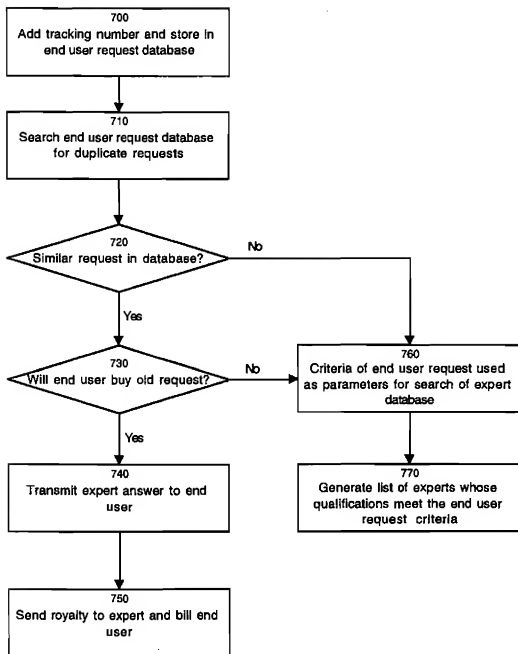 700
Add tracking number and store in
end user request database
710
Search end user request database
for duplicate requests
720
Similar request in database?
No
Yes
730
Will end user buy old request?
No
Yes
760
Criteria of end user request used
as parameters for search of expert
database
740
Transmit expert answer to end
user
770
Generate list of experts whose
qualifications meet the end user
request criteria
750
Send royalty to expert and bill end
user